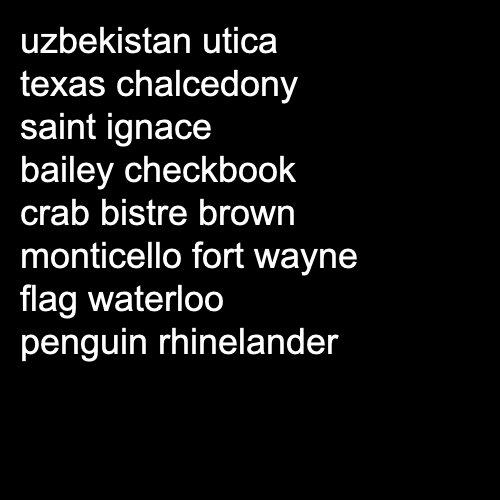 uzbekistan utica
texas chalcedony
saint ignace
bailey checkbook
crab bistre brown
monticello fort wayne
flag waterloo
penguin rhinelander